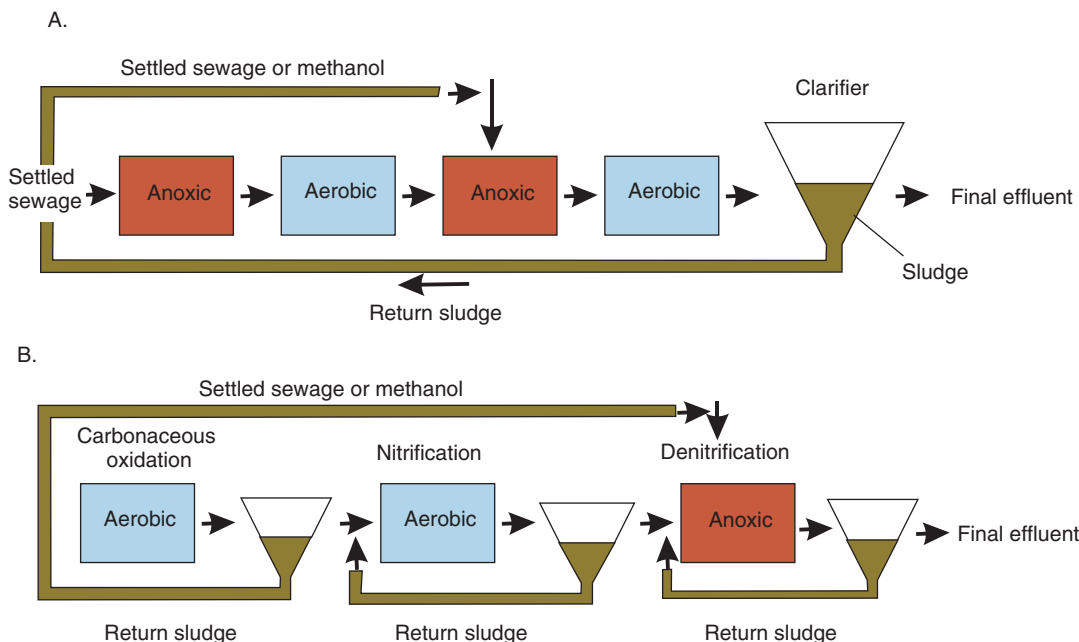 A.
Settled sewage or methanol
Clarifier
Settled
sewage
Anoxic
Aerobic
Anoxic
Aerobic
Final effluent
Sludge
Return sludge
B.
Settled sewage or methanol
Carbonaceous
oxidation
Nitrification
Denitrification
Aerobic
Aerobic
Anoxic
Final effluent
Return sludge
Return sludge
Return sludge